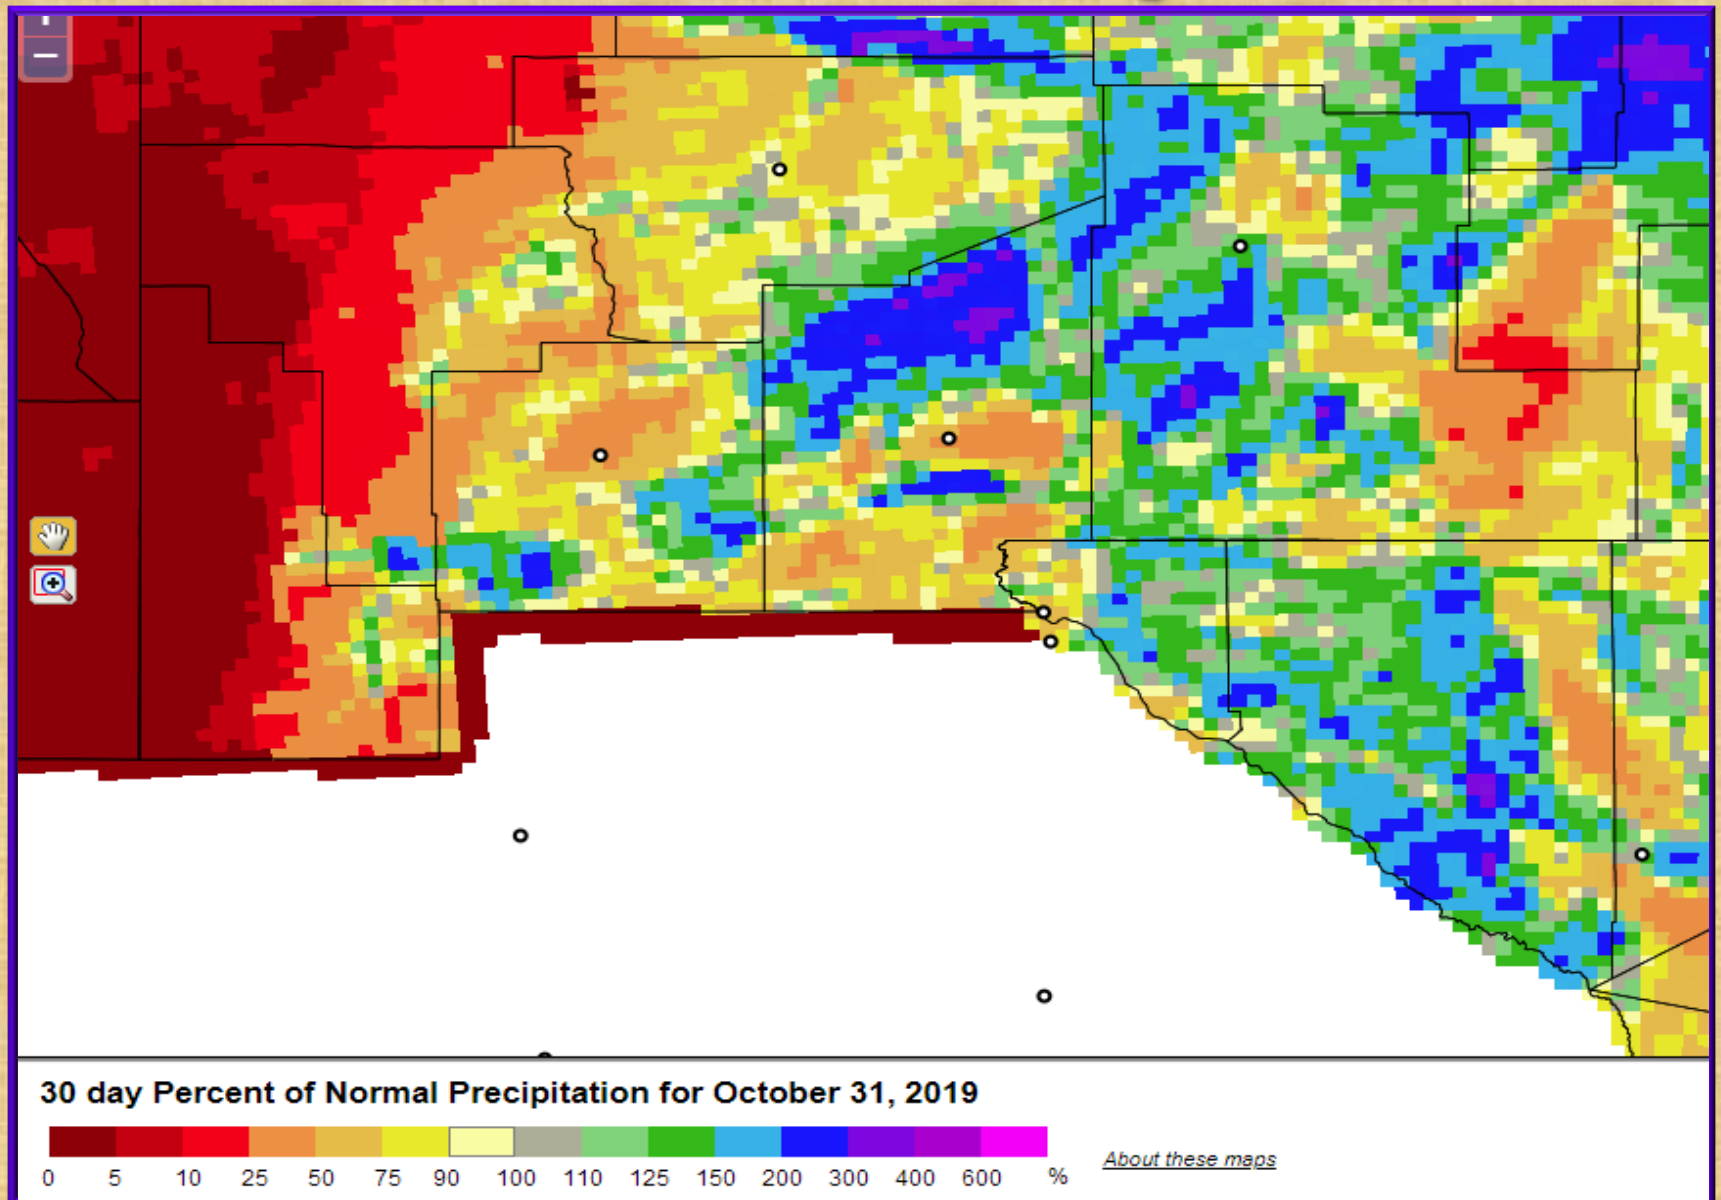 30 day Percent of Normal Precipitation for October 31, 2019
0 5 10 25 50 75 90 100 110 125 150 200 300 400 600 %
About these maps